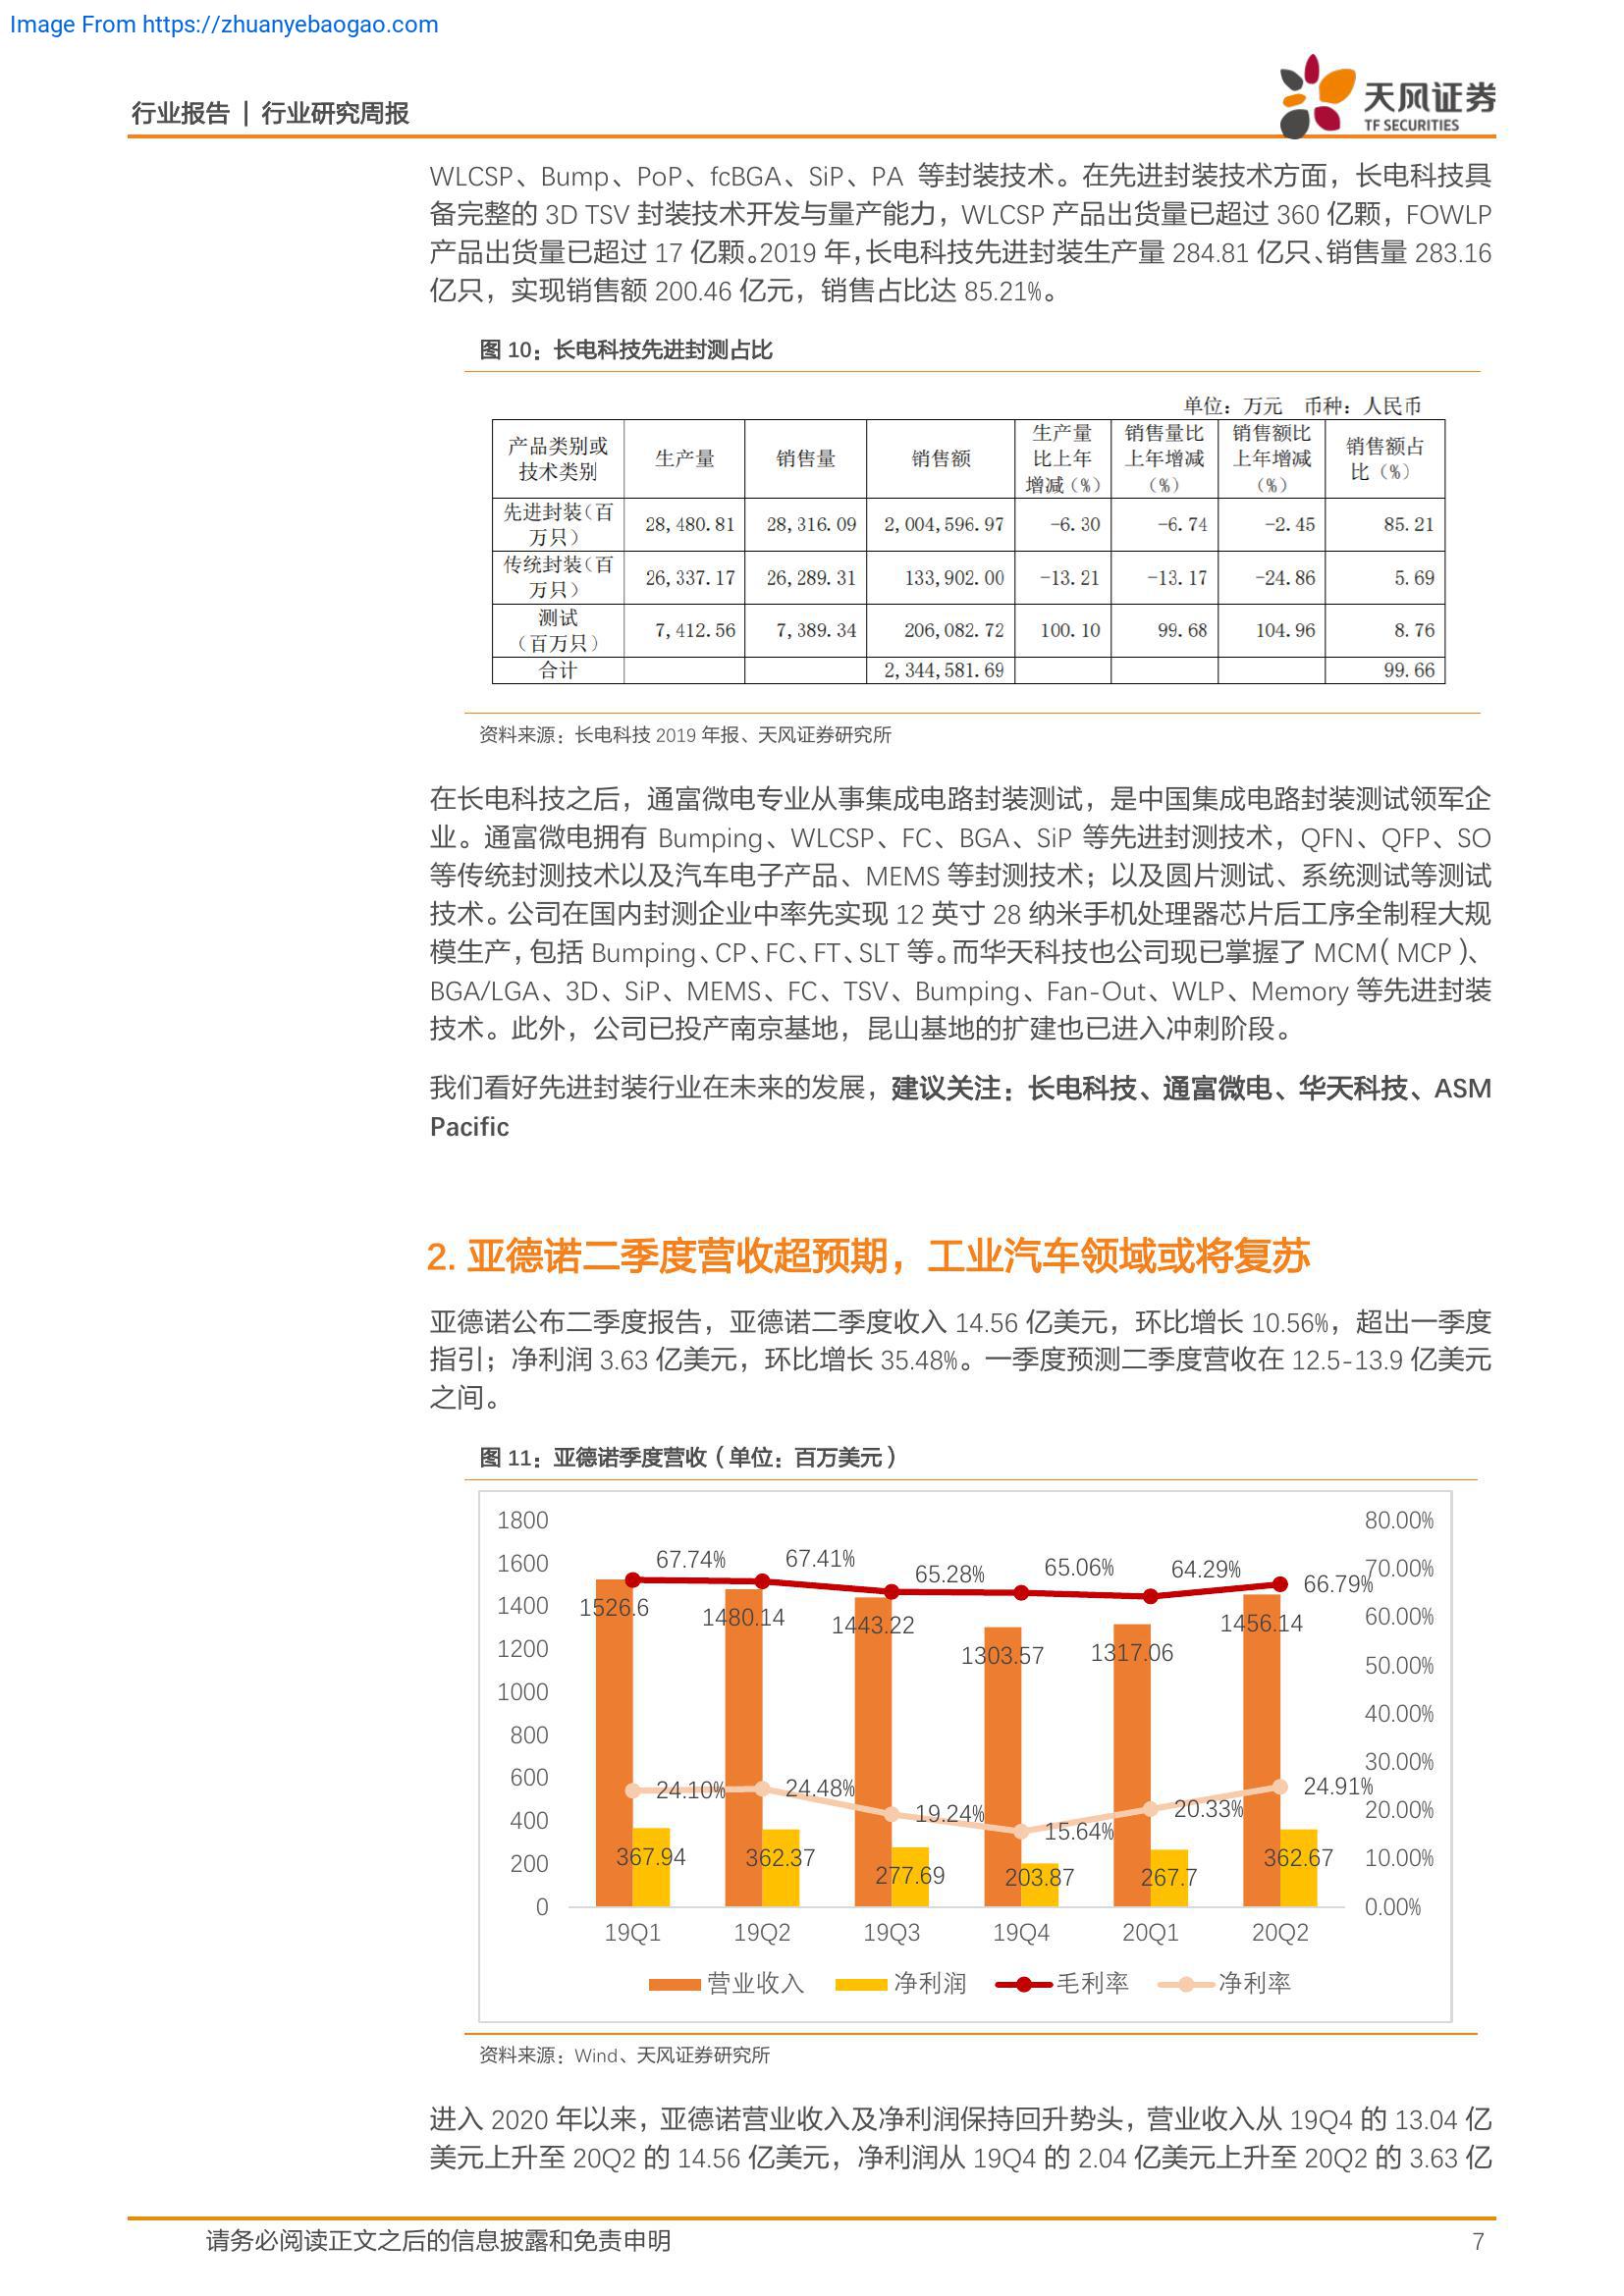 Image From https://zhuanyebaogao.com
行业报告 | 行业研究周报
天风证券
TF SECURITIES
WLCSP、Bump、PoP、fcBGA、SiP、PA 等封装技术。在先进封装技术方面，长电科技具
备完整的 3D TSV 封装技术开发与量产能力，WLCSP 产品出货量已超过 360 亿颗，FOWLP
产品出货量已超过 17 亿颗。2019 年，长电科技先进封装生产量 284.81 亿只、销售量 283.16
亿只，实现销售额 200.46 亿元，销售占比达 85.21%。
图 10：长电科技先进封测占比
单位：万元 币种：人民币
产品类别或技术类别 生产量 销售量 销售额 生产量比上年增减（%） 销售量比上年增减（%） 销售额比上年增减（%） 销售额占比（%）
先进封装（百万只） 28,480.81 28,316.09 2,004,596.97 -6.30 -6.74 -2.45 85.21
传统封装（百万只） 26,337.17 26,289.31 133,902.00 -13.21 -13.17 -24.86 5.69
测试（百万只） 7,412.56 7,389.34 206,082.72 100.10 99.68 104.96 8.76
合计 2,344,581.69 99.66
资料来源：长电科技 2019 年报、天风证券研究所
在长电科技之后，通富微电专业从事集成电路封装测试，是中国集成电路封装测试领军企
业。通富微电拥有 Bumping、WLCSP、FC、BGA、SiP 等先进封测技术，QFN、QFP、SO
等传统封测技术以及汽车电子产品、MEMS 等封测技术；以及圆片测试、系统测试等测试
技术。公司在国内封测企业中率先实现 12 英寸 28 纳米手机处理器芯片后工序全制程大规
模生产，包括 Bumping、CP、FC、FT、SLT 等。而华天科技也公司现已掌握了 MCM（MCP）、
BGA/LGA、3D、SiP、MEMS、FC、TSV、Bumping、Fan-Out、WLP、Memory 等先进封装
技术。此外，公司已投产南京基地，昆山基地的扩建也已进入冲刺阶段。
我们看好先进封装行业在未来的发展，建议关注：长电科技、通富微电、华天科技、ASM
Pacific
2. 亚德诺二季度营收超预期，工业汽车领域或将复苏
亚德诺公布二季度报告，亚德诺二季度收入 14.56 亿美元，环比增长 10.56%，超出一季度
指引；净利润 3.63 亿美元，环比增长 35.48%。一季度预测二季度营收在 12.5-13.9 亿美元
之间。
图 11：亚德诺季度营收（单位：百万美元）
1800
1600
1400
1200
1000
800
600
400
200
0
80.00%
70.00%
60.00%
50.00%
40.00%
30.00%
20.00%
10.00%
0.00%
67.74% 67.41% 65.28% 65.06% 64.29% 66.79%
1526.6 1480.14 1443.22 1303.57 1317.06 1456.14
24.10% 24.48% 19.24% 15.64% 20.33% 24.91%
367.94 362.37 277.69 203.87 267.7 362.67
19Q1 19Q2 19Q3 19Q4 20Q1 20Q2
营业收入 净利润 毛利率 净利率
资料来源：Wind、天风证券研究所
进入 2020 年以来，亚德诺营业收入及净利润保持回升势头，营业收入从 19Q4 的 13.04 亿
美元上升至 20Q2 的 14.56 亿美元，净利润从 19Q4 的 2.04 亿美元上升至 20Q2 的 3.63 亿
请务必阅读正文之后的信息披露和免责申明
7